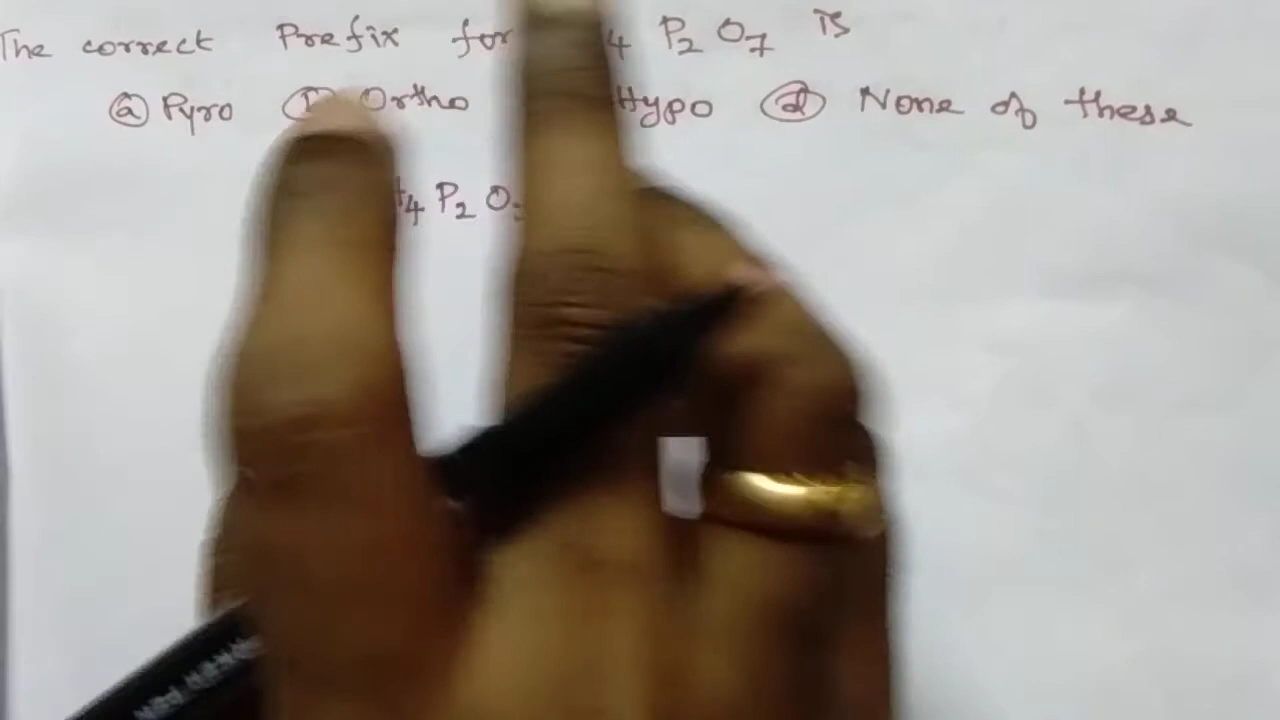 The correct Prefix for 4 P2 O7 is
(a) Pyro (b) Ortho Hypo (d) None of these
4 P2 O